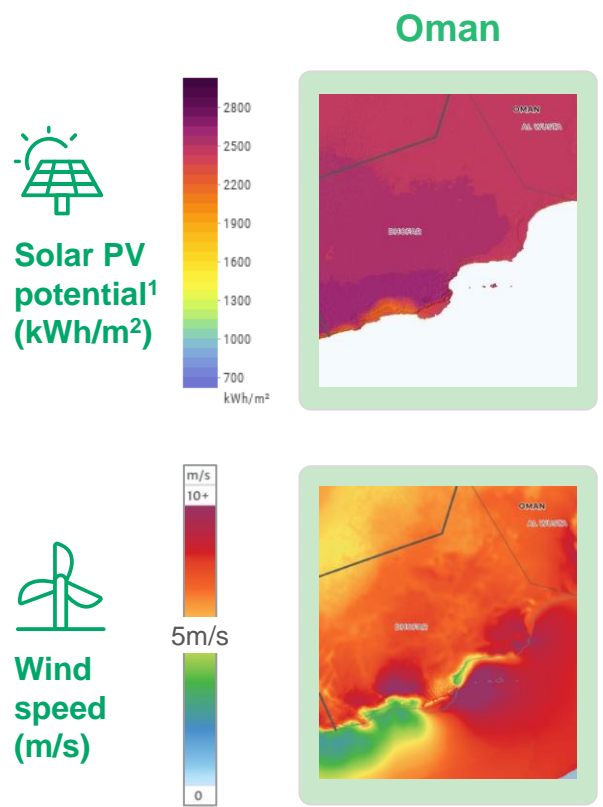 Oman
Solar PV
potential¹
(kWh/m²)
2800
2500
2200
1900
1600
1300
1000
700
kWh/m²
OMAN
AL WUSTA
DHOFAR
Wind
speed
(m/s)
m/s
10+
5m/s
0
OMAN
AL WUSTA
DHOFAR